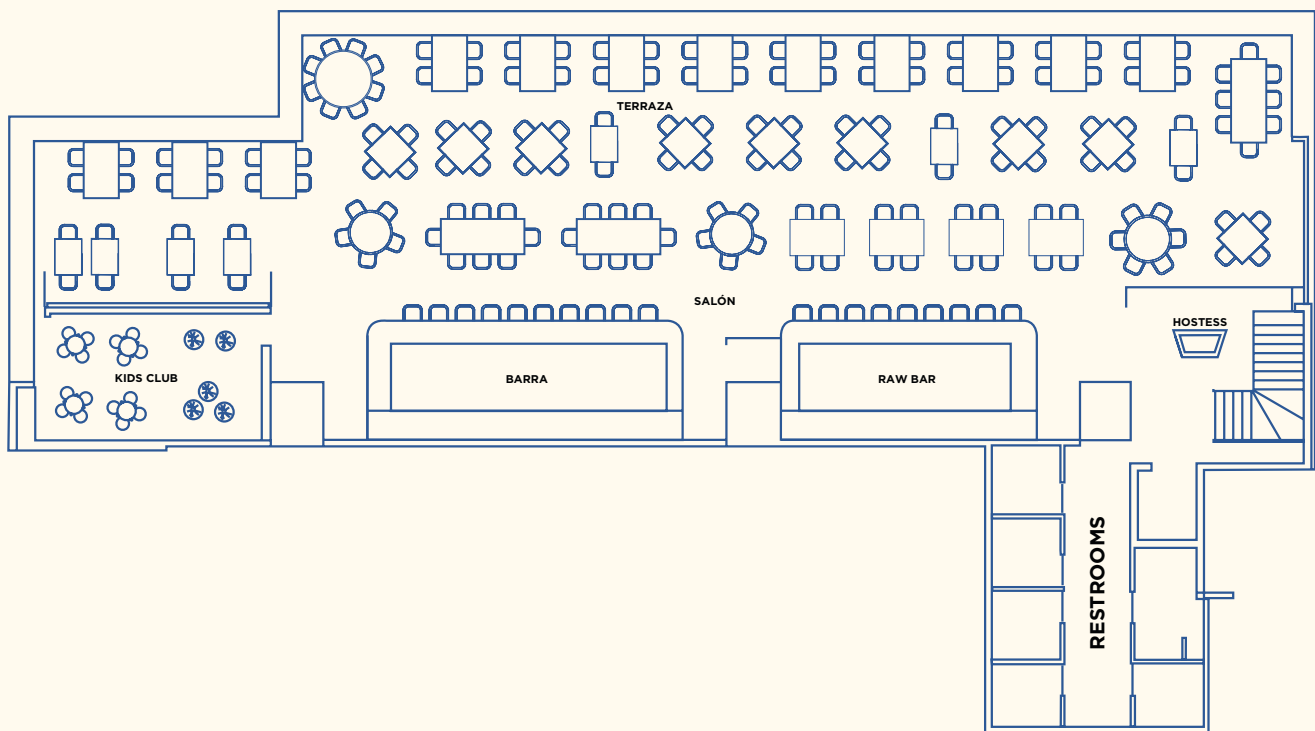 TERRAZA
SALÓN
HOSTESS
KIDS CLUB
BARRA
RAW BAR
RESTROOMS